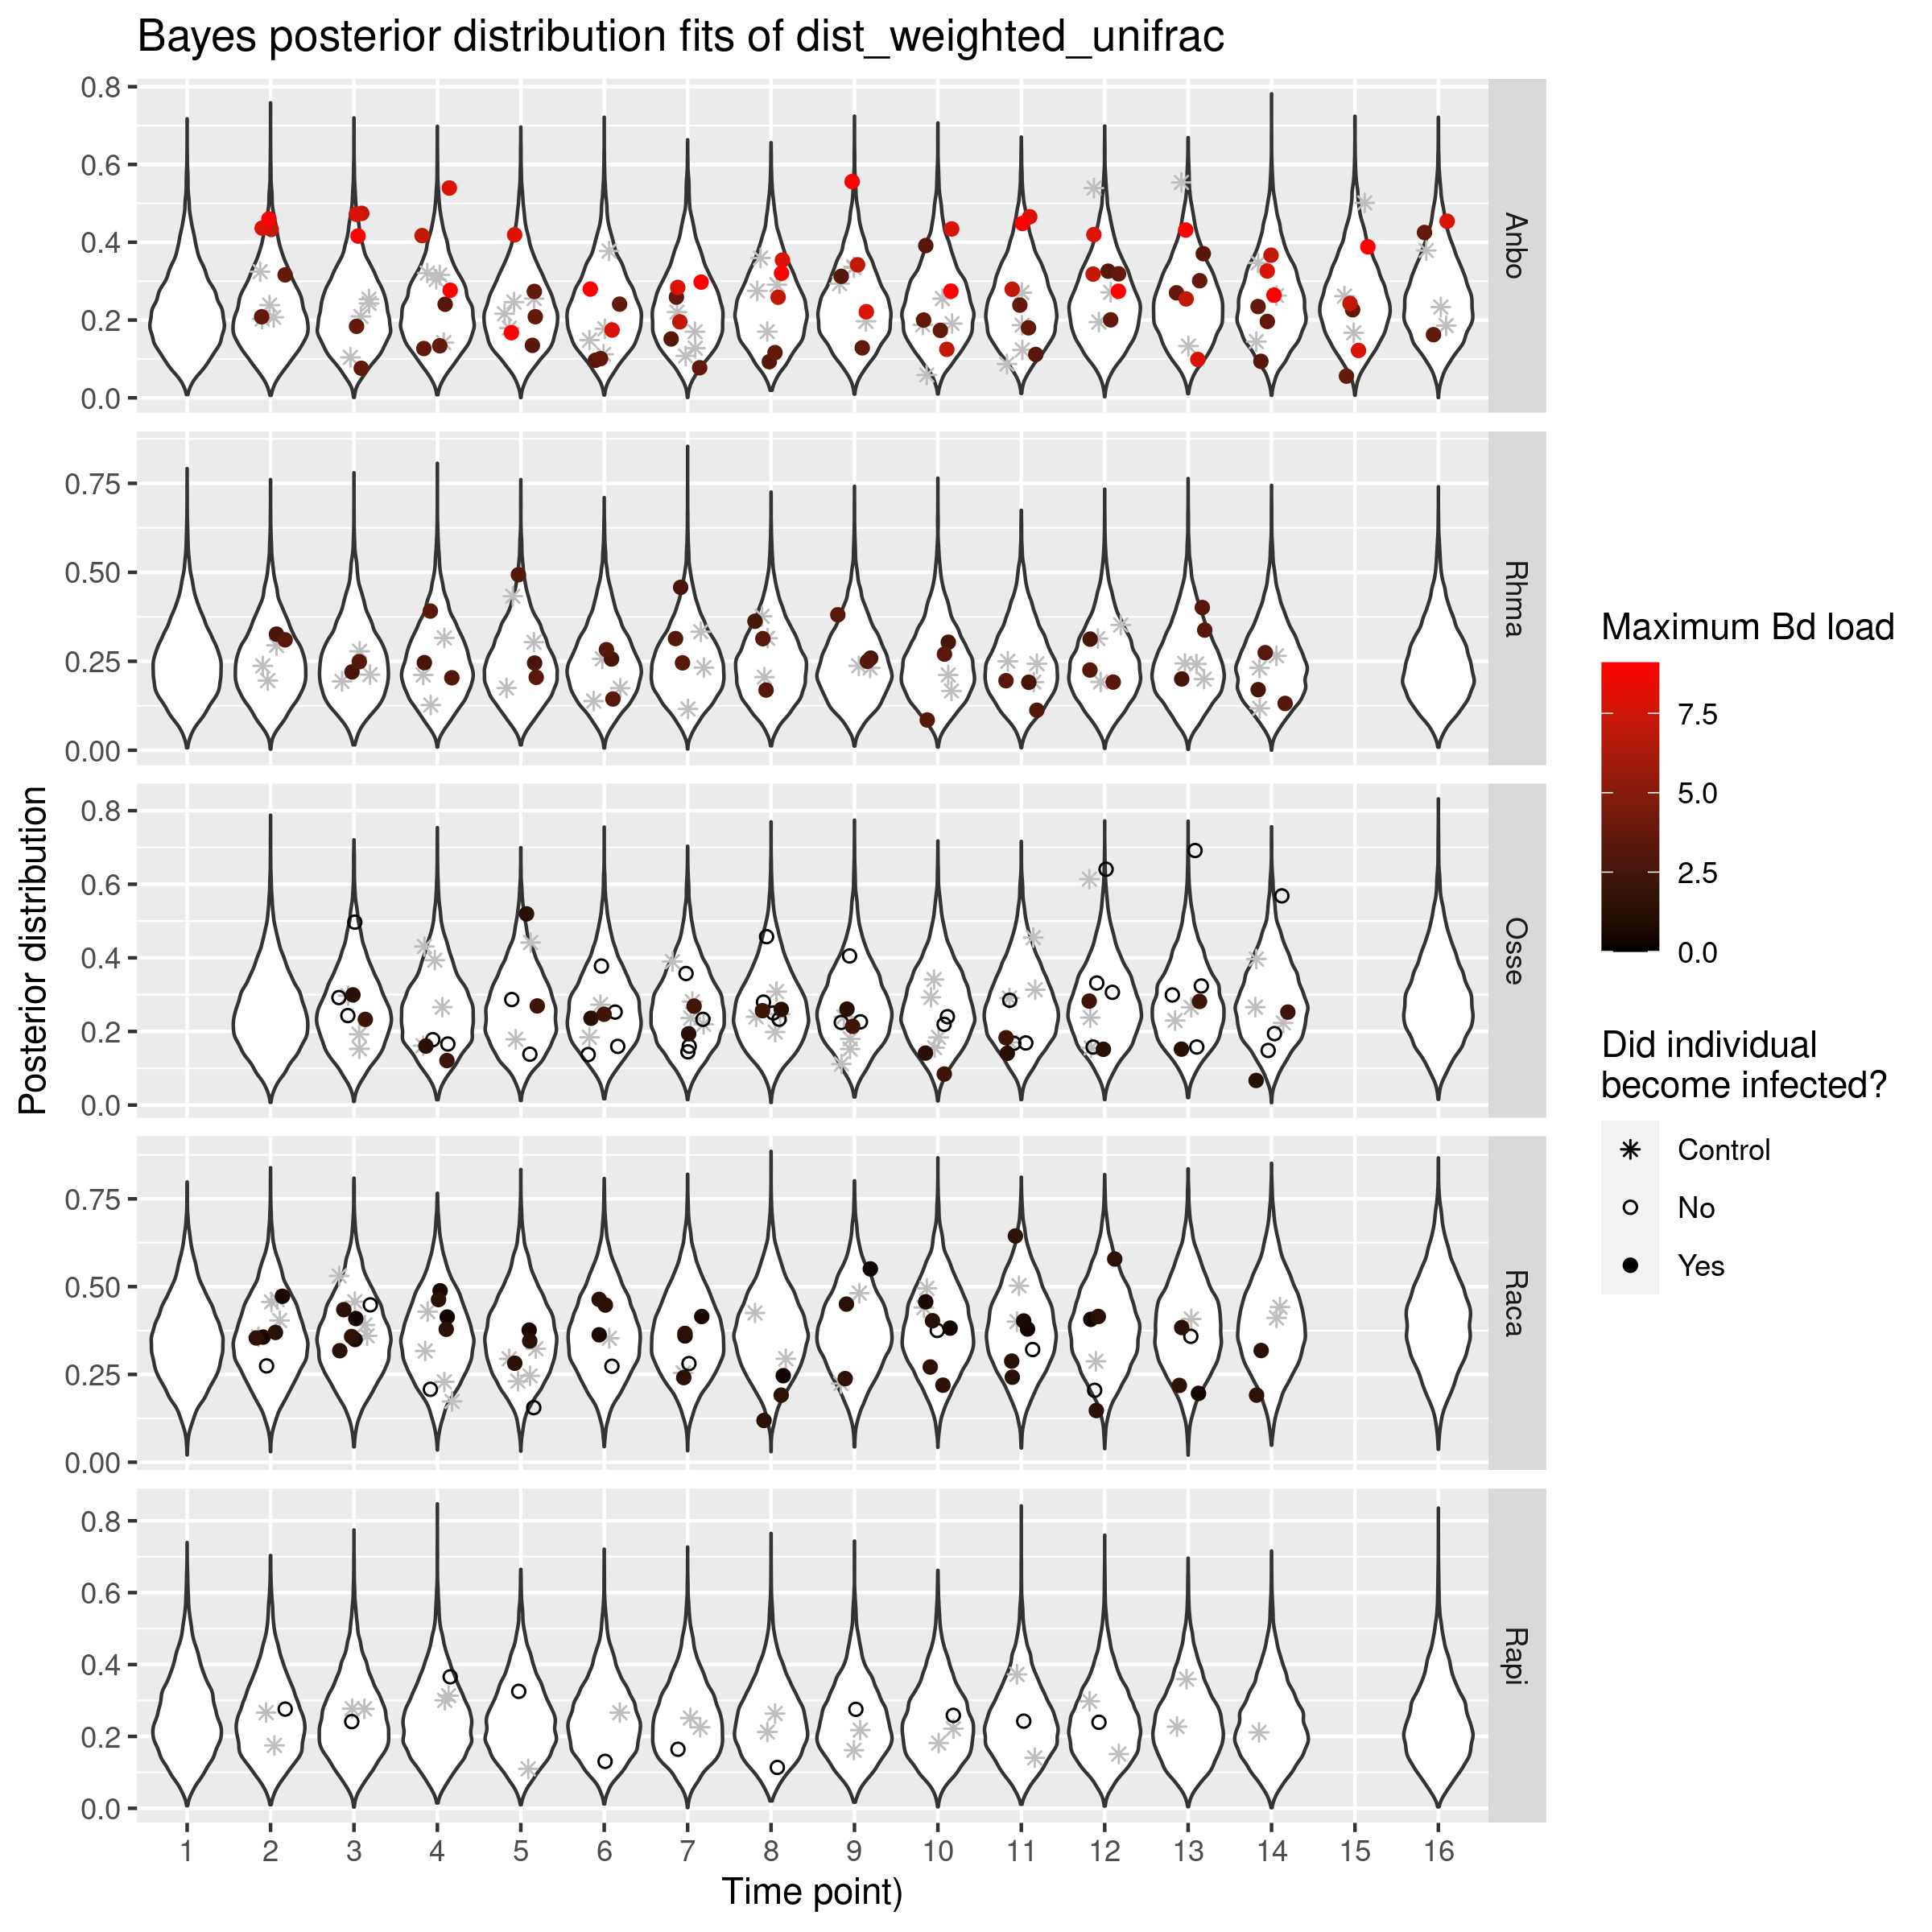 Bayes posterior distribution fits of dist_weighted_unifrac
Posterior distribution
0.8
0.6
0.4
0.2
0.0
Anbo
0.75
0.50
0.25
0.00
Rhma
0.8
0.6
0.4
0.2
0.0
Osse
0.75
0.50
0.25
0.00
Raca
0.8
0.6
0.4
0.2
0.0
Rapi
1 2 3 4 5 6 7 8 9 10 11 12 13 14 15 16
Time point)
Maximum Bd load
7.5
5.0
2.5
0.0
Did individual
become infected?
Control
No
Yes